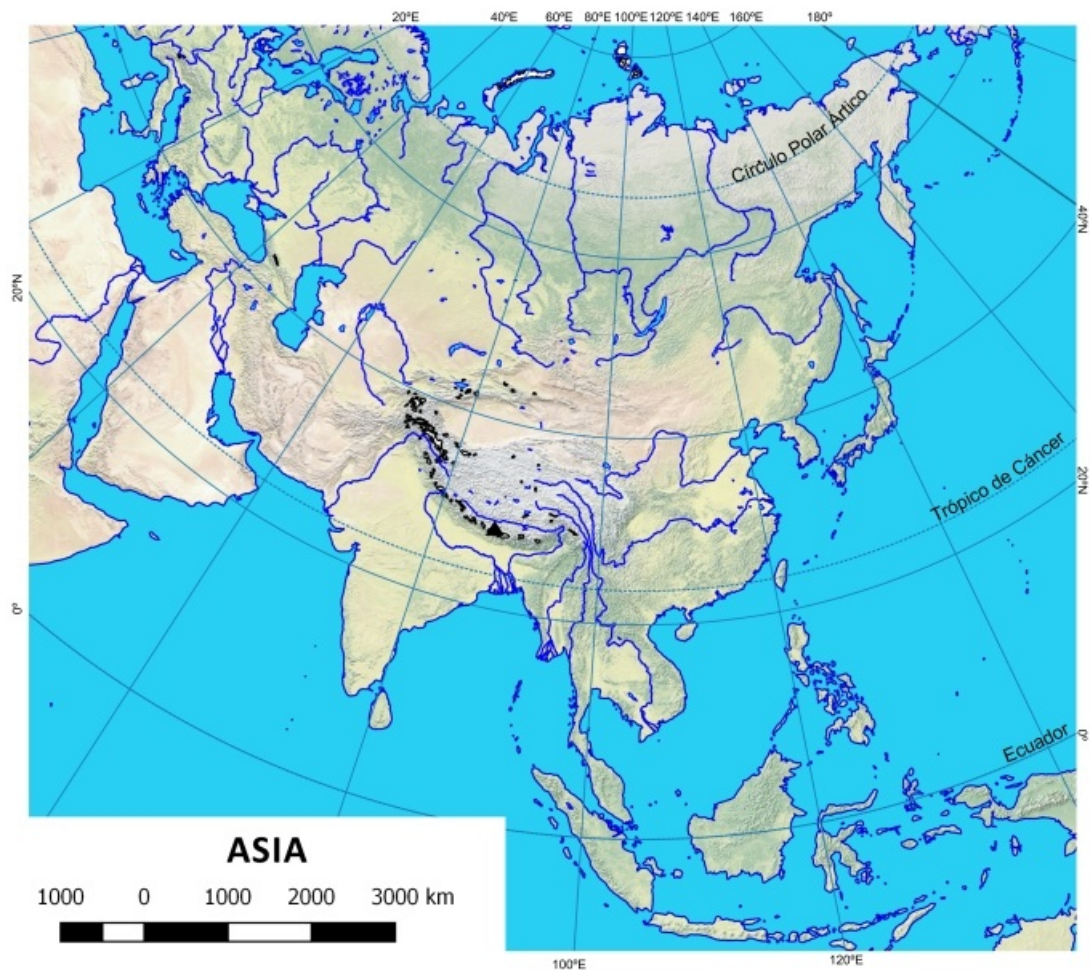 20ºE 40ºE 60ºE 80ºE 100ºE 120ºE 140ºE 160ºE 180º
Círculo Polar Ártico
40ºN
20ºN
Trópico de Cáncer
20ºN
0º
Ecuador
0º
ASIA
1000 0 1000 2000 3000 km
100ºE
120ºE